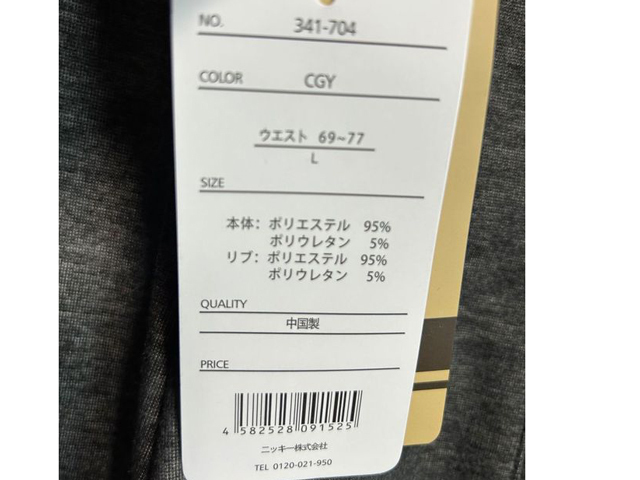 NO. 341-704
COLOR CGY
ウエスト 69~77
L
SIZE
本体: ポリエステル 95%
ポリウレタン 5%
リブ: ポリエステル 95%
ポリウレタン 5%
QUALITY
中国製
PRICE
4 582528 091525
ニッキー株式会社
TEL 0120-021-950